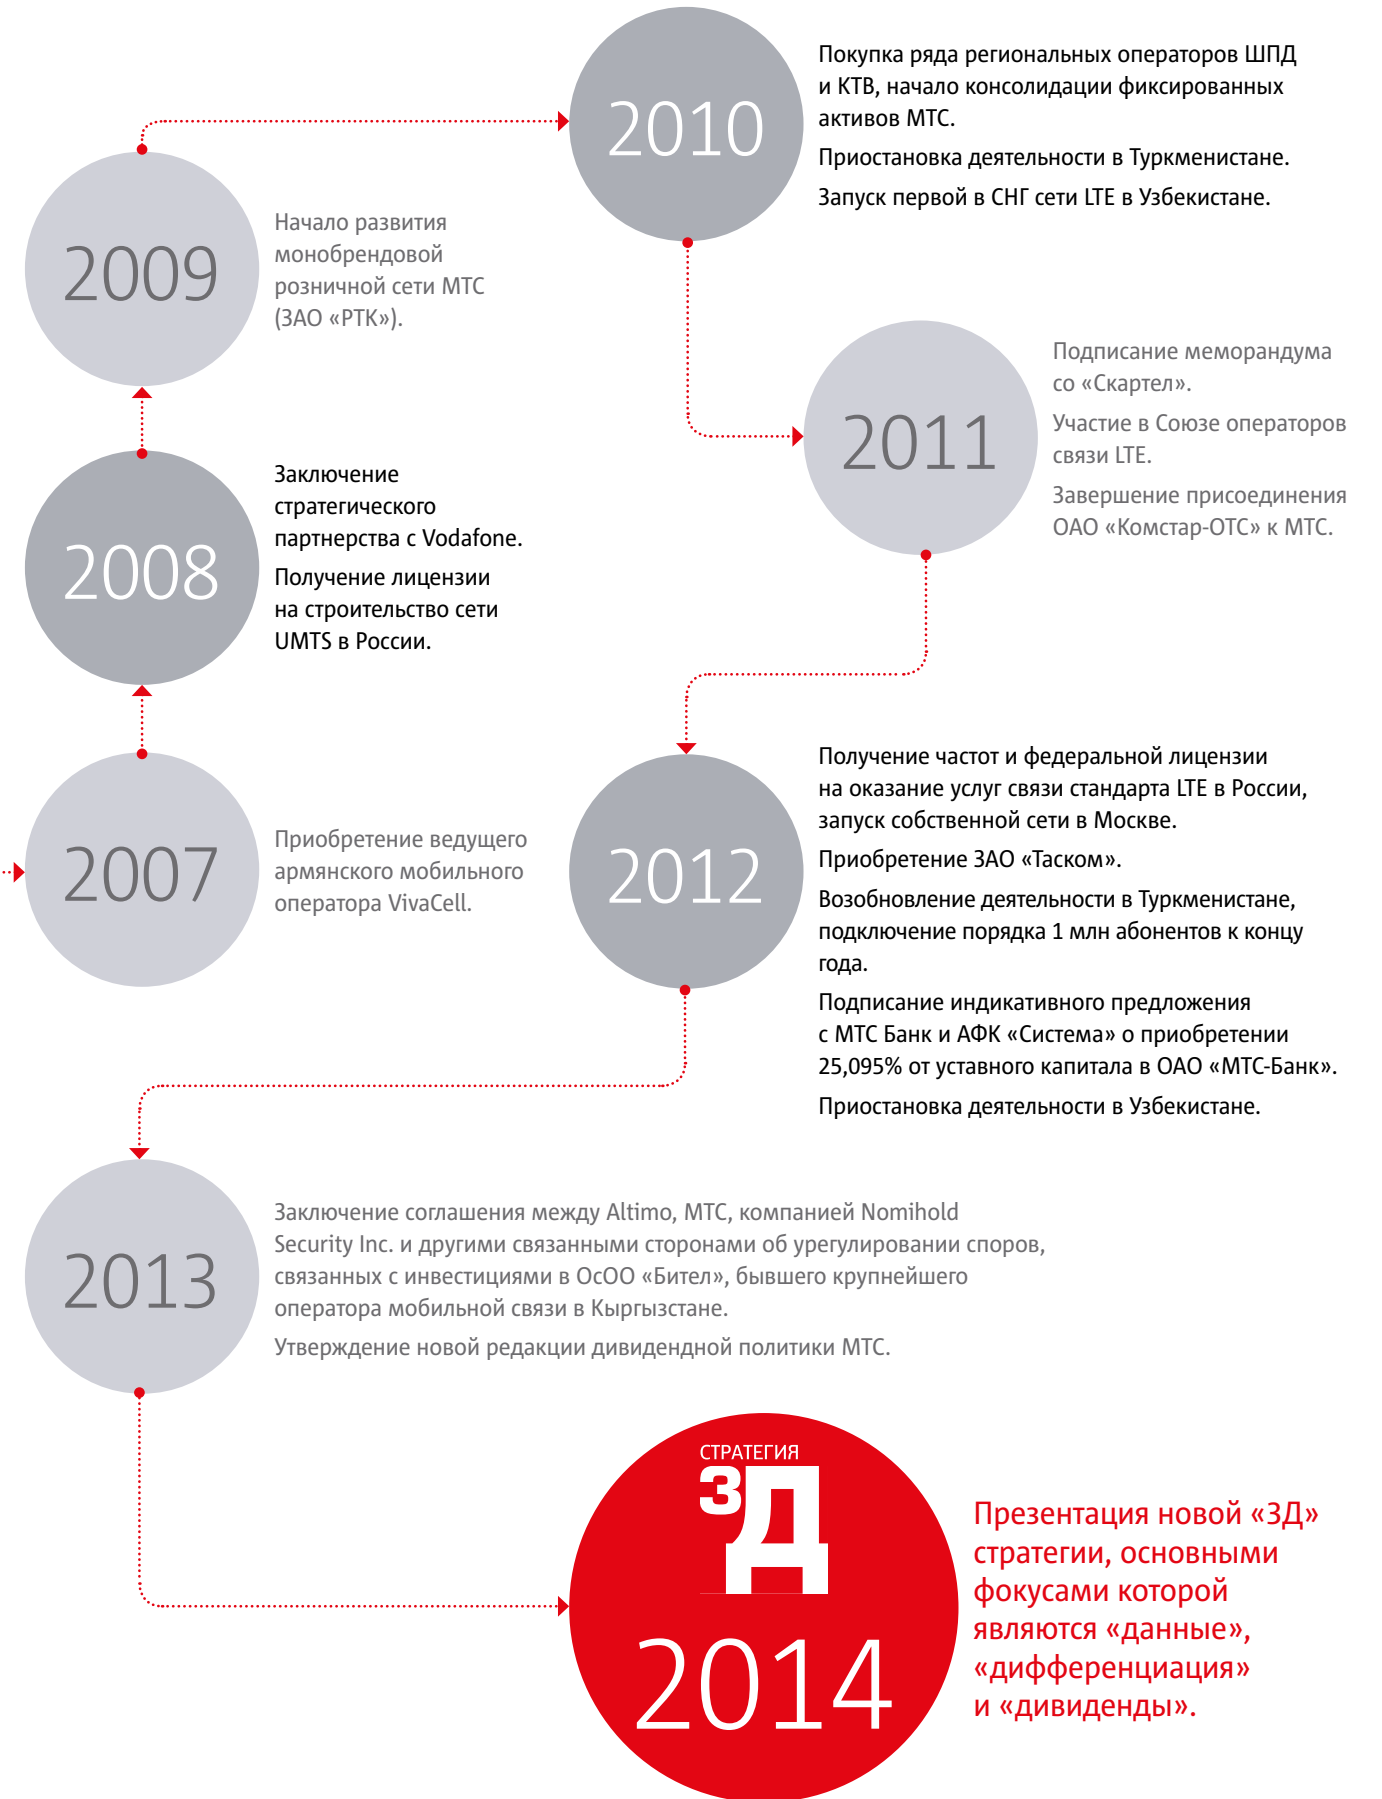 2007
Приобретение ведущего
армянского мобильного
оператора VivaCell.
2008
Заключение
стратегического
партнерства с Vodafone.
Получение лицензии
на строительство сети
UMTS в России.
2009
Начало развития
монобрендовой
розничной сети МТС
(ЗАО «РТК»).
2010
Покупка ряда региональных операторов ШПД
и КТВ, начало консолидации фиксированных
активов МТС.
Приостановка деятельности в Туркменистане.
Запуск первой в СНГ сети LTE в Узбекистане.
2011
Подписание меморандума
со «Скартел».
Участие в Союзе операторов
связи LTE.
Завершение присоединения
ОАО «Комстар-ОТС» к МТС.
2012
Получение частот и федеральной лицензии
на оказание услуг связи стандарта LTE в России,
запуск собственной сети в Москве.
Приобретение ЗАО «Таском».
Возобновление деятельности в Туркменистане,
подключение порядка 1 млн абонентов к концу
года.
Подписание индикативного предложения
с МТС Банк и АФК «Система» о приобретении
25,095% от уставного капитала в ОАО «МТС-Банк».
Приостановка деятельности в Узбекистане.
2013
Заключение соглашения между Altimo, МТС, компанией Nomihold
Security Inc. и другими связанными сторонами об урегулировании споров,
связанных с инвестициями в ОсОО «Бител», бывшего крупнейшего
оператора мобильной связи в Кыргызстане.
Утверждение новой редакции дивидендной политики МТС.
СТРАТЕГИЯ
3Д
2014
Презентация новой «3Д»
стратегии, основными
фокусами которой
являются «данные»,
«дифференциация»
и «дивиденды».